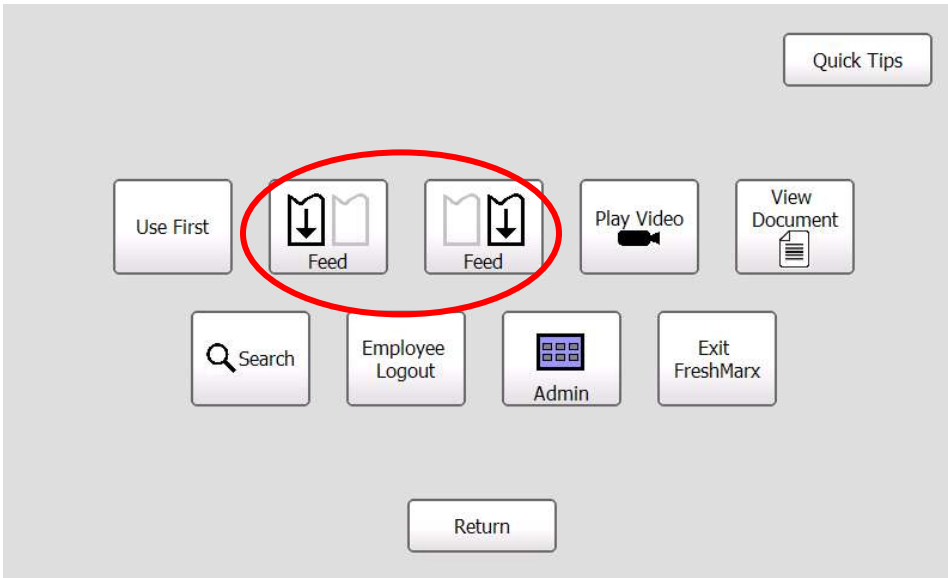 Quick Tips
Use First
Feed
Feed
Play Video
View
Document
Search
Employee
Logout
Admin
Exit
FreshMarx
Return